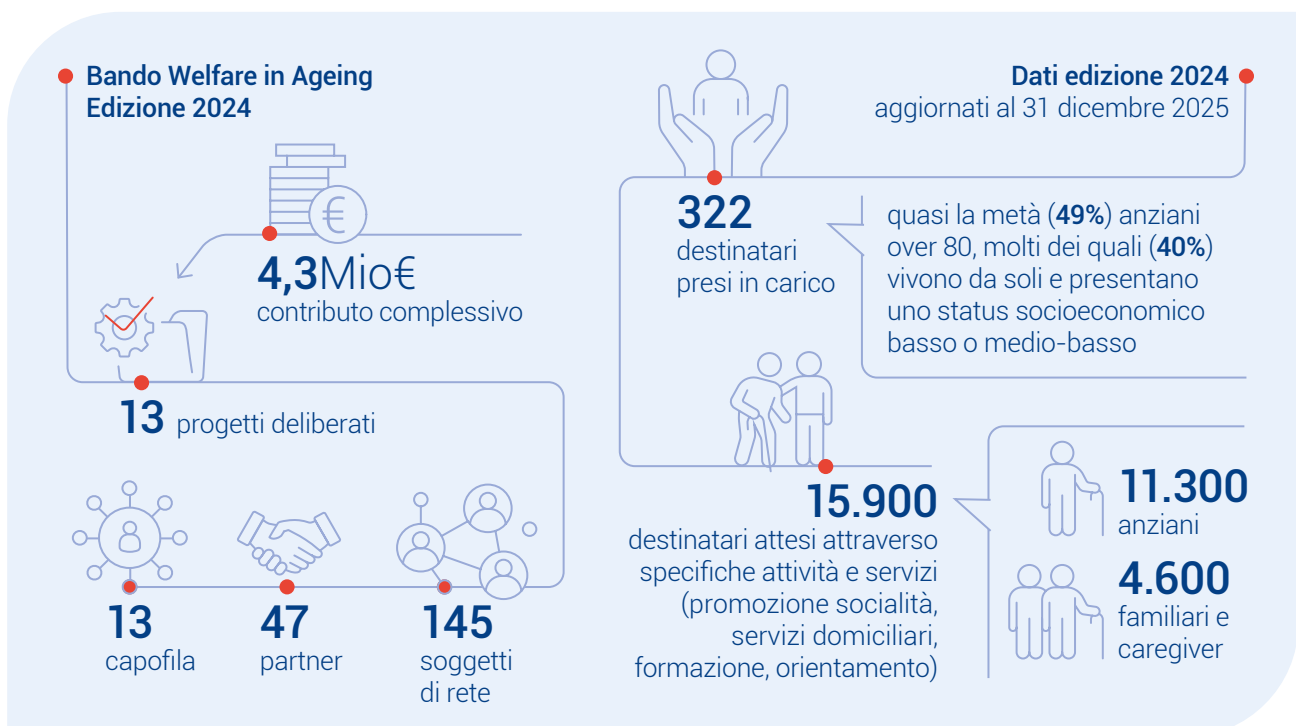 Bando Welfare in Ageing
Edizione 2024
€
4,3Mio€
contributo complessivo
13 progetti deliberati
13
capofila
47
partner
145
soggetti
di rete
Dati edizione 2024
aggiornati al 31 dicembre 2025
322
destinatari
presi in carico
quasi la metà (49%) anziani
over 80, molti dei quali (40%)
vivono da soli e presentano
uno status socioeconomico
basso o medio-basso
15.900
destinatari attesi attraverso
specifiche attività e servizi
(promozione socialità,
servizi domiciliari,
formazione, orientamento)
11.300
anziani
4.600
familiari e
caregiver